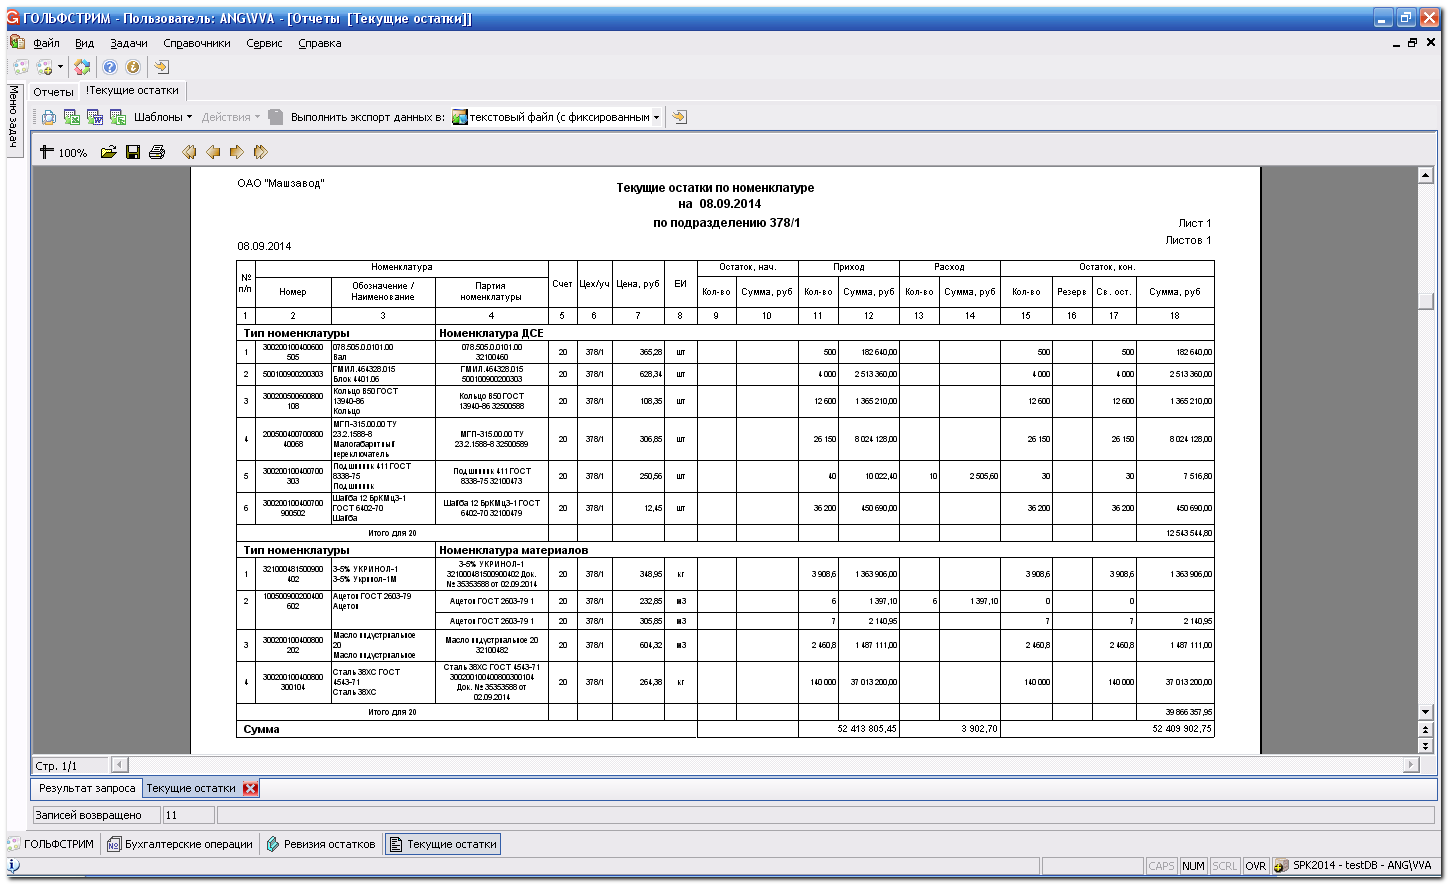 ГОЛЬФСТРИМ - Пользователь: ANG\VVA - [Отчеты [Текущие остатки]]
Файл Вид Задачи Справочники Сервис Справка
Меню задач
Отчеты !Текущие остатки
Шаблоны Действия Выполнить экспорт данных в: текстовый файл (с фиксированным
100%
ОАО "Машзавод"
Текущие остатки по номенклатуре
на 08.09.2014
по подразделению 378/1
Лист 1
Листов 1
08.09.2014
№ п/п Номенклатура Счет Цех/уч Цена, руб ЕИ Остаток, нач. Приход Расход Остаток, кон.
Номер Обозначение / Наименование Партия номенклатуры Кол-во Сумма, руб Кол-во Сумма, руб Кол-во Сумма, руб Кол-во Резерв Св. ост. Сумма, руб
1 2 3 4 5 6 7 8 9 10 11 12 13 14 15 16 17 18
Тип номенклатуры Номенклатура ДСЕ
1 300200100400600 505 078.505.0.0101.00 Вал 078.505.0.0101.00 32100460 20 378/1 365,28 шт 500 182 640,00 500 500 182 640,00
2 500100900200303 ГМИЛ.464328.015 Блок 4401.06 ГМИЛ.464328.015 500100900200303 20 378/1 628,34 шт 4 000 2 513 360,00 4 000 4 000 2 513 360,00
3 300200500600800 108 Кольцо В50 ГОСТ 13940-86 Кольцо Кольцо В50 ГОСТ 13940-86 32500588 20 378/1 108,35 шт 12 600 1 365 210,00 12 600 12 600 1 365 210,00
4 200500400700800 40068 МГП-315.00.00 ТУ 23.2.1588-8 Малогабаритный переключатель МГП-315.00.00 ТУ 23.2.1588-8 32500589 20 378/1 306,85 шт 26 150 8 024 128,00 26 150 26 150 8 024 128,00
5 300200100400700 303 Подшипник 411 ГОСТ 8338-75 Подшипник Подшипник 411 ГОСТ 8338-75 32100473 20 378/1 250,56 шт 40 10 022,40 10 2 505,60 30 30 7 516,80
6 300200100400700 900502 Шайба 12 БрКМц3-1 ГОСТ 6402-70 Шайба Шайба 12 БрКМц3-1 ГОСТ 6402-70 32100479 20 378/1 12,45 шт 36 200 450 690,00 36 200 36 200 450 690,00
Итого для 20 12 543 544,80
Тип номенклатуры Номенклатура материалов
1 321000481500900 402 3-5% УКРИНОЛ-1 3-5% Укринол-1М 3-5% УКРИНОЛ-1 321000481500900402 Док. № 35353588 от 02.09.2014 20 378/1 348,95 кг 3 908,6 1 363 906,00 3 908,6 3 908,6 1 363 906,00
2 100500900200400 602 Ацетон ГОСТ 2603-79 Ацетон Ацетон ГОСТ 2603-79 1 20 378/1 232,85 м3 6 1 397,10 6 1 397,10 0 0
Ацетон ГОСТ 2603-79 1 20 378/1 305,85 м3 7 2 140,95 7 7 2 140,95
3 300200100400800 202 Масло индустриальное 20 Масло индустриальное Масло индустриальное 20 32100482 20 378/1 604,32 м3 2 460,8 1 487 111,00 2 460,8 2 460,8 1 487 111,00
4 300200100400800 300104 Сталь 38ХС ГОСТ 4543-71 Сталь 38ХС Сталь 38ХС ГОСТ 4543-71 300200100400800300104 Док. № 35353588 от 02.09.2014 20 378/1 264,38 кг 140 000 37 013 200,00 140 000 140 000 37 013 200,00
Итого для 20 39 866 357,95
Сумма 52 413 805,45 3 902,70 52 409 902,75
Стр. 1/1
Результат запроса Текущие остатки
Записей возвращено 11
ГОЛЬФСТРИМ Бухгалтерские операции Ревизия остатков Текущие остатки
CAPS NUM SCRL OVR SPK2014 - testDB - ANG\VVA